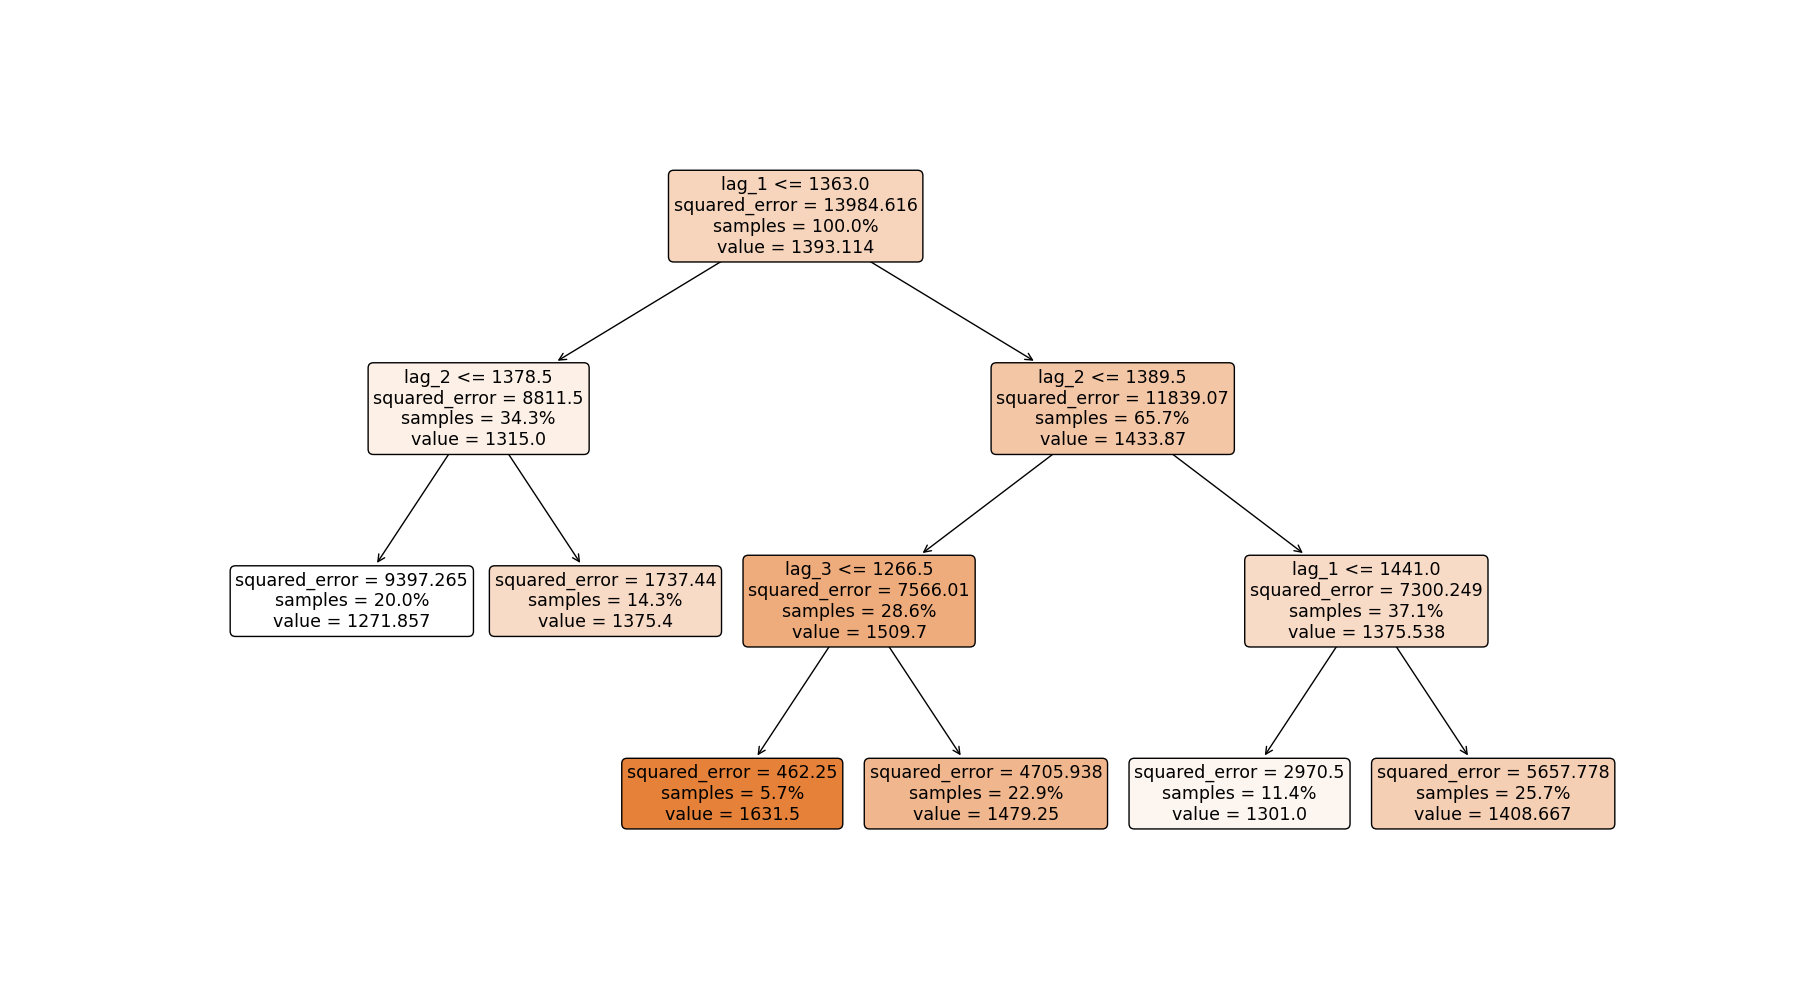 lag_1 <= 1363.0
squared_error = 13984.616
samples = 100.0%
value = 1393.114
lag_2 <= 1378.5
squared_error = 8811.5
samples = 34.3%
value = 1315.0
lag_2 <= 1389.5
squared_error = 11839.07
samples = 65.7%
value = 1433.87
squared_error = 9397.265
samples = 20.0%
value = 1271.857
squared_error = 1737.44
samples = 14.3%
value = 1375.4
lag_3 <= 1266.5
squared_error = 7566.01
samples = 28.6%
value = 1509.7
lag_1 <= 1441.0
squared_error = 7300.249
samples = 37.1%
value = 1375.538
squared_error = 462.25
samples = 5.7%
value = 1631.5
squared_error = 4705.938
samples = 22.9%
value = 1479.25
squared_error = 2970.5
samples = 11.4%
value = 1301.0
squared_error = 5657.778
samples = 25.7%
value = 1408.667